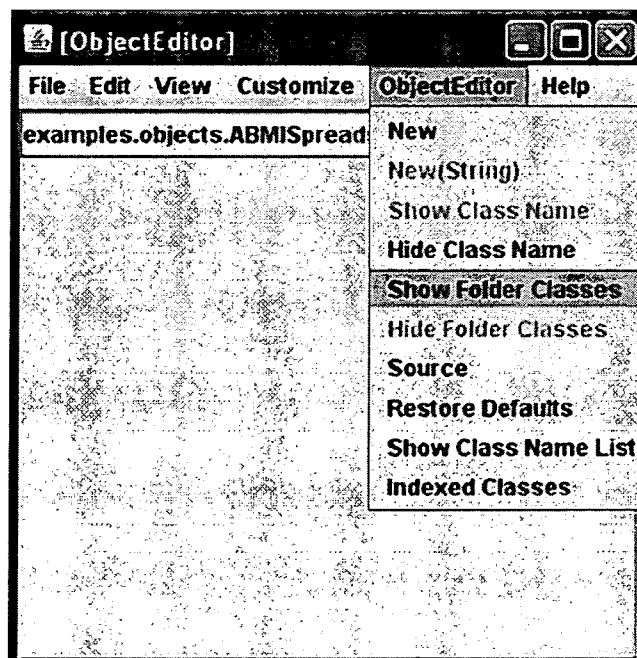 [ObjectEditor]
File Edit View Customize ObjectEditor Help
examples.objects.ABMISpreads
New
New(String)
Show Class Name
Hide Class Name
Show Folder Classes
Hide Folder Classes
Source
Restore Defaults
Show Class Name List
Indexed Classes